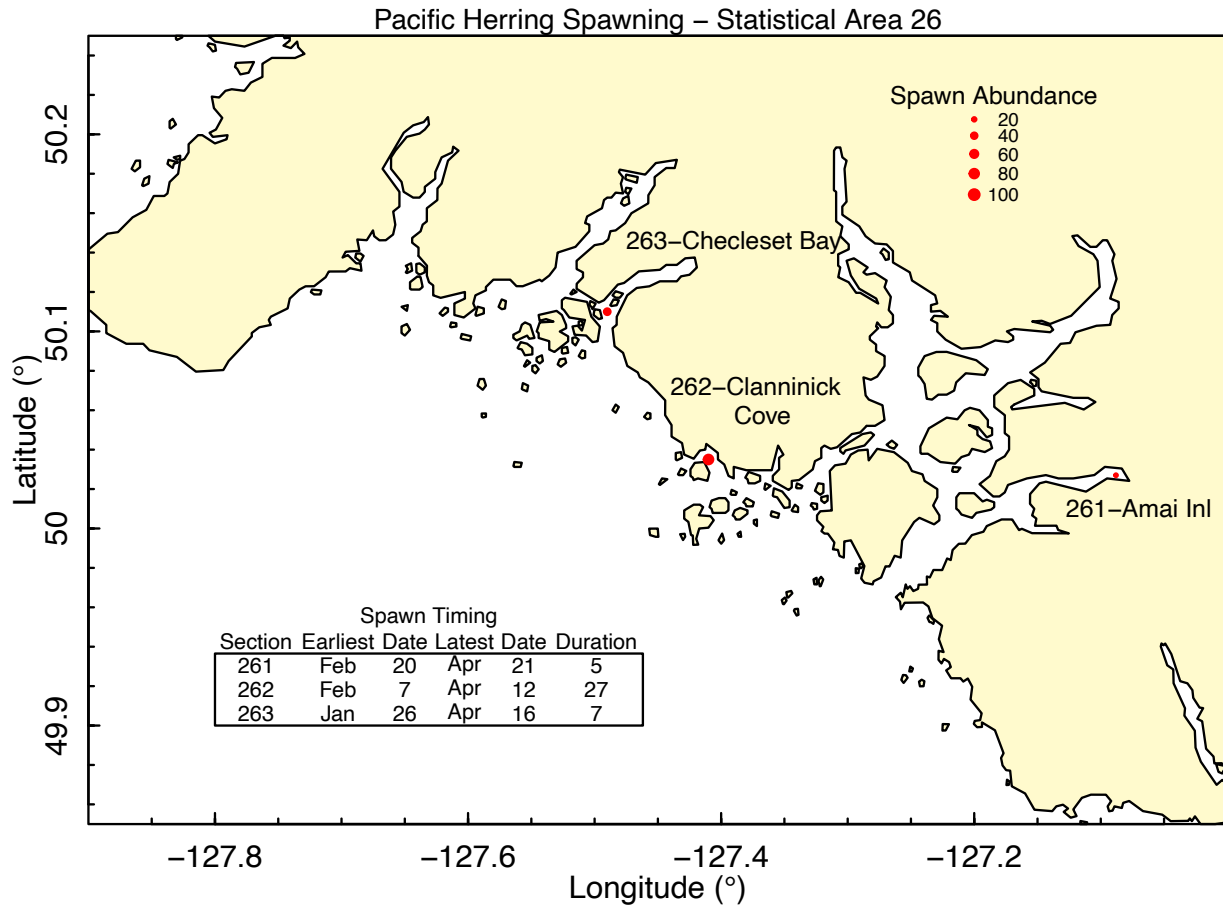 Pacific Herring Spawning − Statistical Area 26
Spawn Abundance
20
40
60
80
100
263−Checleset Bay
262−Clanninick
Cove
261−Amai Inl
Spawn Timing
Section Earliest Date Latest Date Duration
261 Feb 20 Apr 21 5
262 Feb 7 Apr 12 27
263 Jan 26 Apr 16 7
Latitude (°)
50.2
50.1
50
49.9
−127.8 −127.6 −127.4 −127.2
Longitude (°)